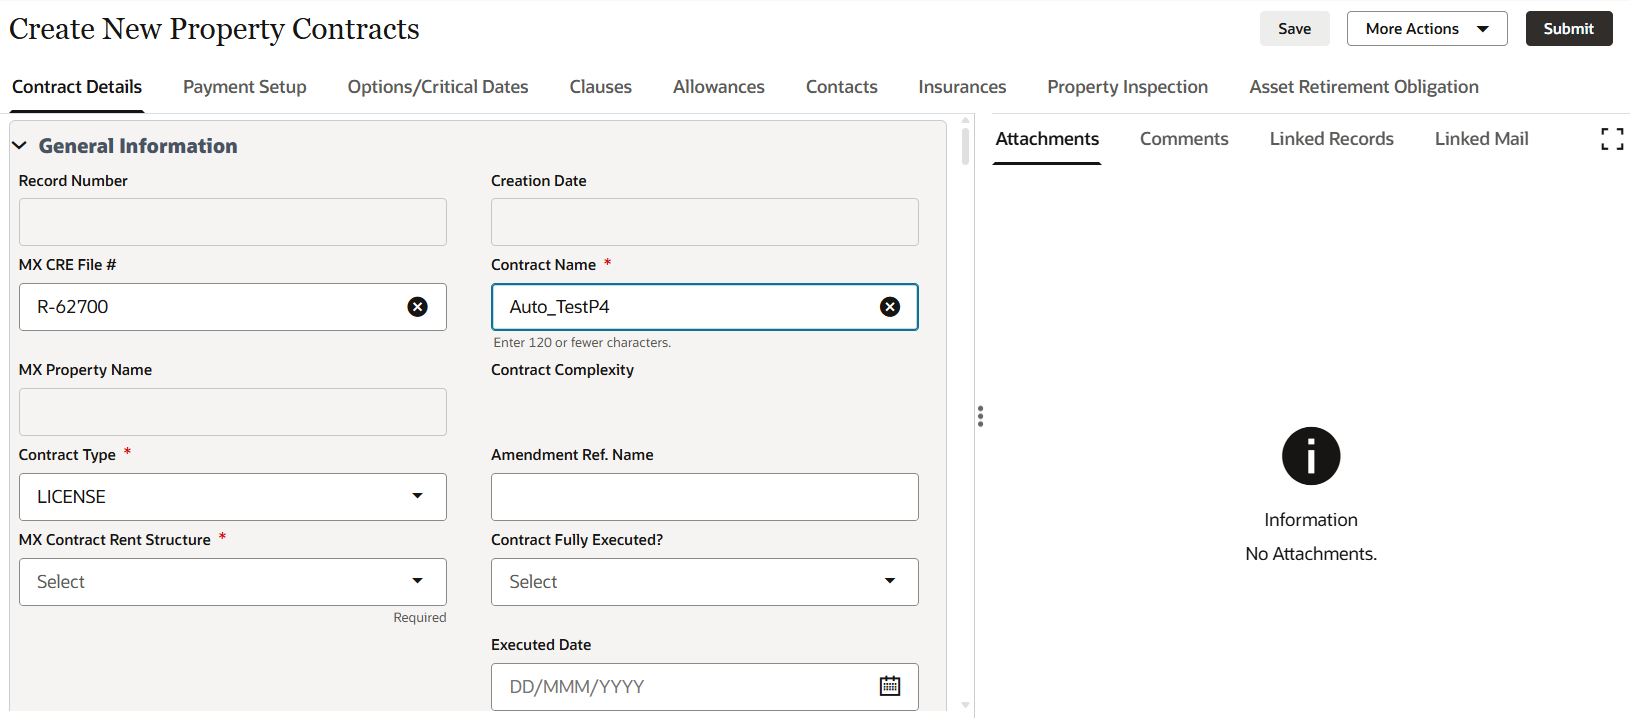 Create New Property Contracts
Save
More Actions
Submit
Contract Details
Payment Setup
Options/Critical Dates
Clauses
Allowances
Contacts
Insurances
Property Inspection
Asset Retirement Obligation
General Information
Record Number
Creation Date
MX CRE File #
R-62700
Contract Name *
Auto_TestP4
Enter 120 or fewer characters.
MX Property Name
Contract Complexity
Contract Type *
LICENSE
Amendment Ref. Name
MX Contract Rent Structure *
Select
Required
Contract Fully Executed?
Select
Executed Date
DD/MMM/YYYY
Attachments
Comments
Linked Records
Linked Mail
Information
No Attachments.